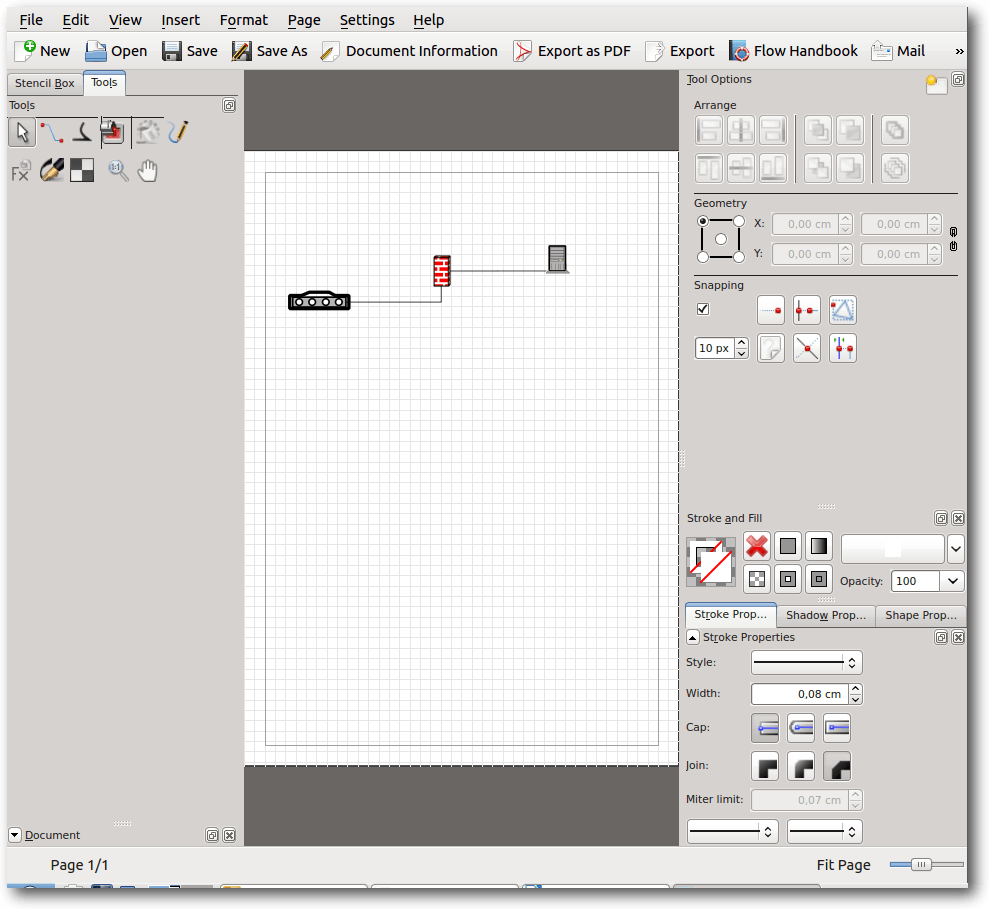 File Edit View Insert Format Page Settings Help
New Open Save Save As Document Information Export as PDF Export Flow Handbook Mail »
Stencil Box Tools
Tools
Tool Options
Arrange
Geometry
X: 0,00 cm 0,00 cm
Y: 0,00 cm 0,00 cm
Snapping
10 px
Stroke and Fill
Opacity: 100
Stroke Prop... Shadow Prop... Shape Prop...
Stroke Properties
Style:
Width: 0,08 cm
Cap:
Join:
Miter limit: 0,07 cm
Document
Page 1/1 Fit Page